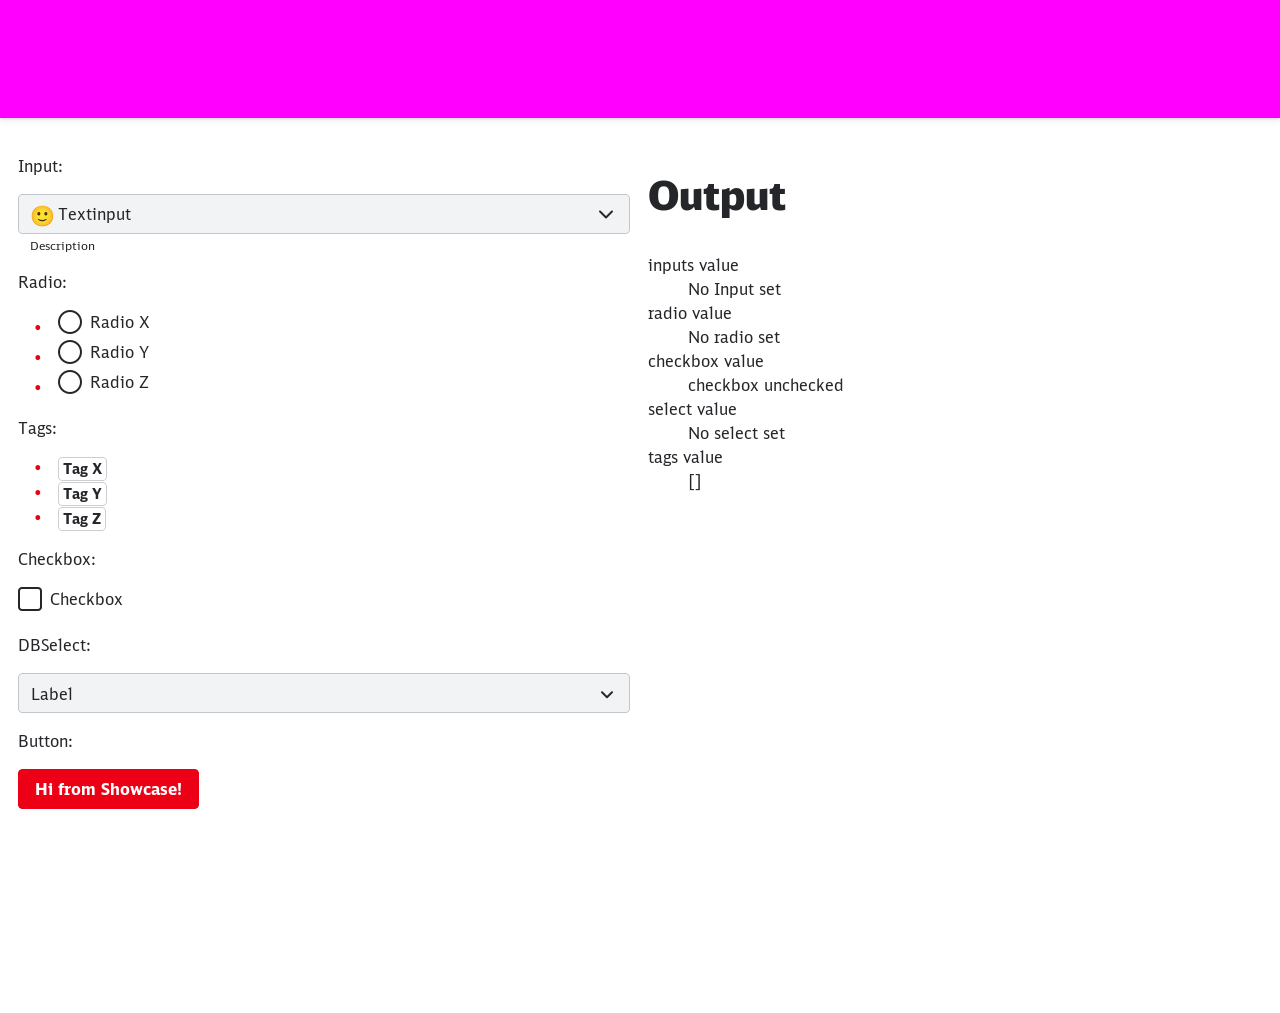 Input:
🙂 Textinput
Description
Radio:
• Radio X
• Radio Y
• Radio Z
Tags:
• Tag X
• Tag Y
• Tag Z
Checkbox:
Checkbox
DBSelect:
Label
Button:
Hi from Showcase!
Output
inputs value
No Input set
radio value
No radio set
checkbox value
checkbox unchecked
select value
No select set
tags value
[]